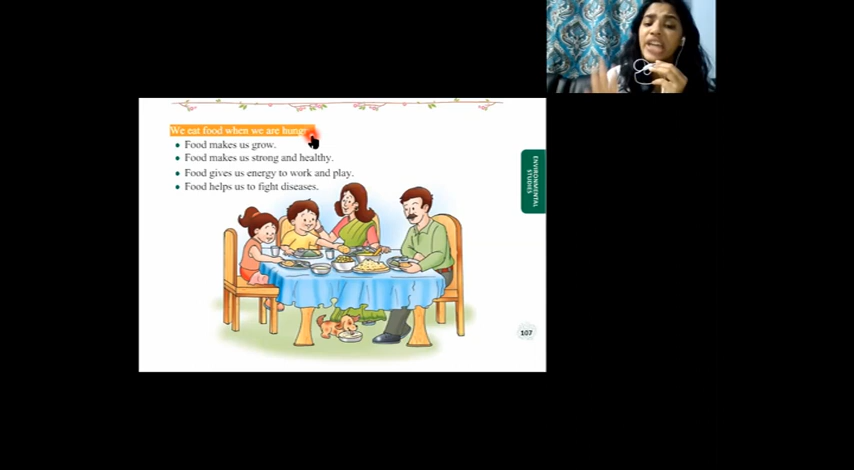 We eat food when we are hungry
• Food makes us grow.
• Food makes us strong and healthy.
• Food gives us energy to work and play.
• Food helps us to fight diseases.
ENVIRONMENTAL
STUDIES
107